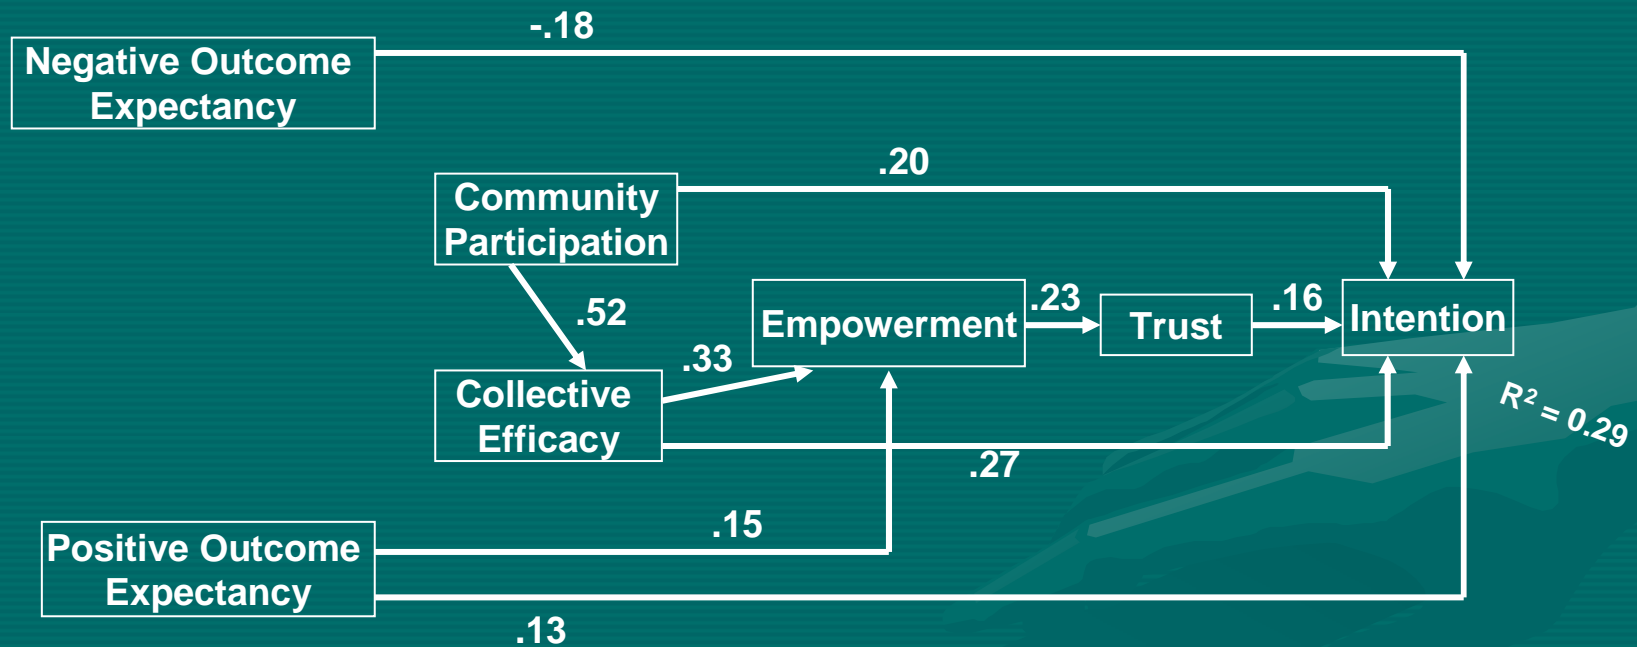 -.18
Negative Outcome
Expectancy
.20
Community
Participation
.52
Empowerment
.23
Trust
.16
Intention
.33
Collective
Efficacy
R² = 0.29
.27
.15
Positive Outcome
Expectancy
.13